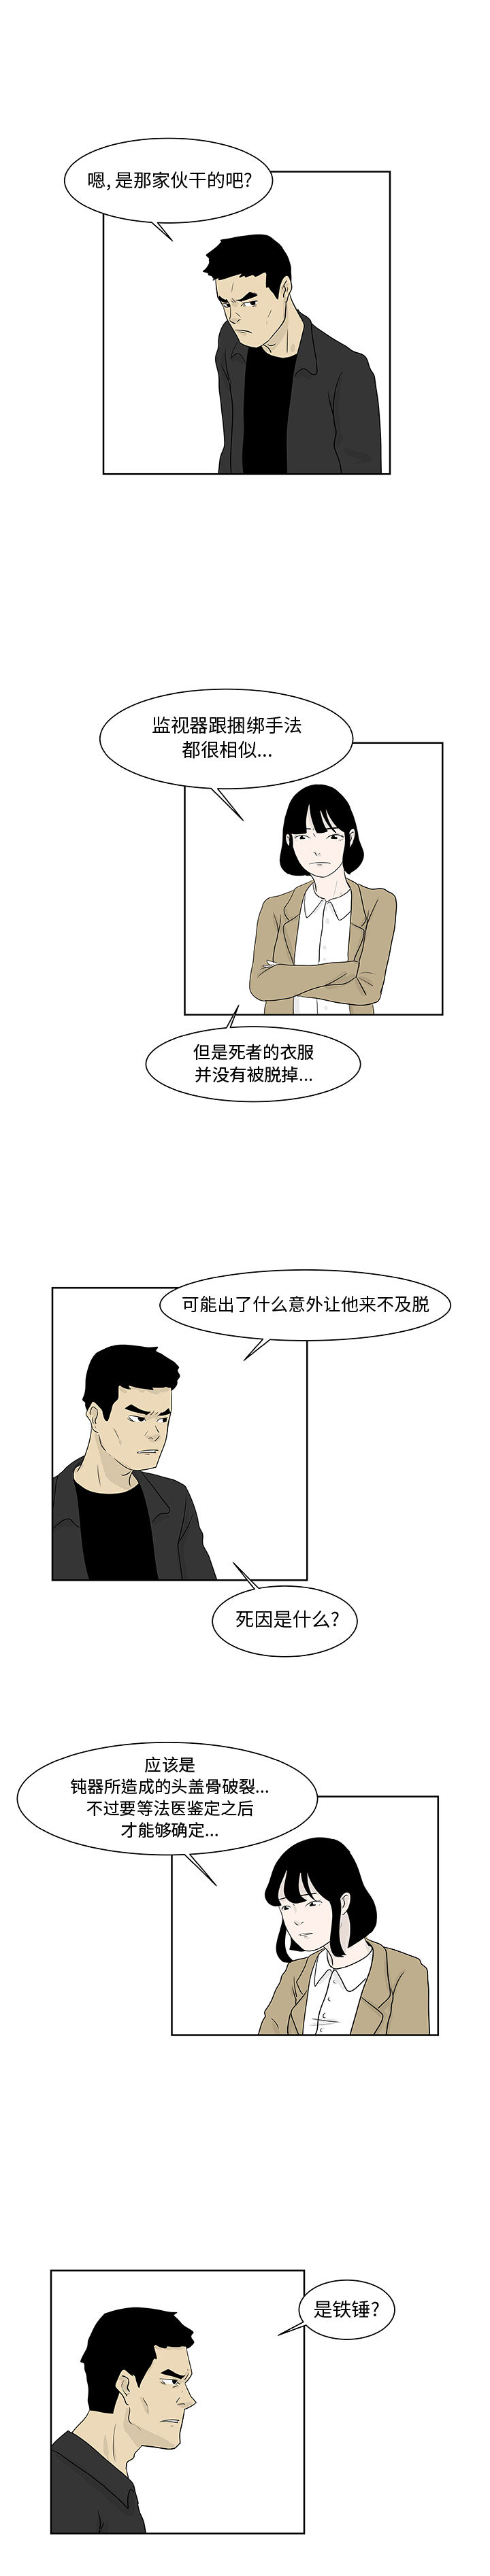 嗯, 是那家伙干的吧?
监视器跟捆绑手法
都很相似...
但是死者的衣服
并没有被脱掉...
可能出了什么意外让他来不及脱
死因是什么?
应该是
钝器所造成的头盖骨破裂...
不过要等法医鉴定之后
才能够确定...
是铁锤?